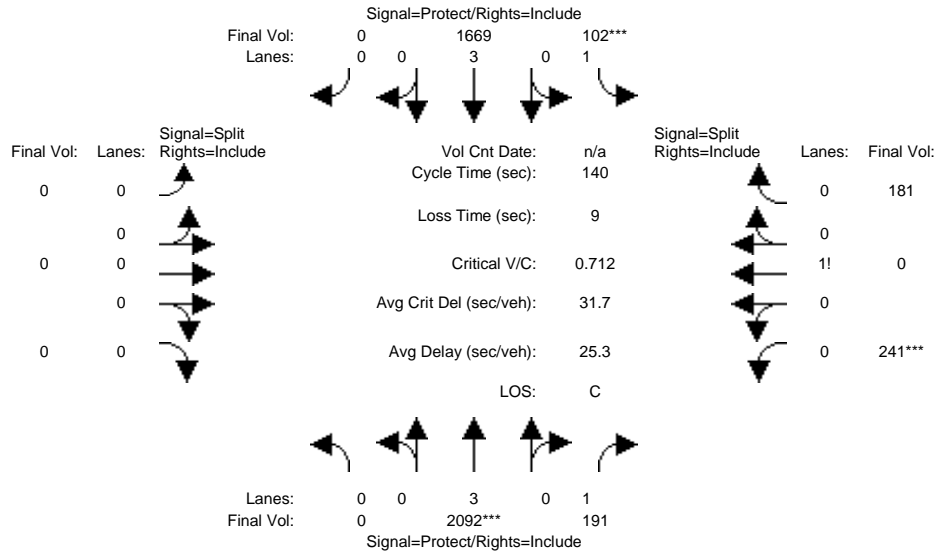 Signal=Protect/Rights=Include
Final Vol: 0 1669 102***
Lanes: 0 0 3 0 1
Signal=Split
Final Vol: Lanes: Rights=Include
Vol Cnt Date: n/a
Signal=Split
Rights=Include Lanes: Final Vol:
Cycle Time (sec): 140
0 0
0 181
Loss Time (sec): 9
0
0
0 0
Critical V/C: 0.712
1! 0
0
Avg Crit Del (sec/veh): 31.7
0
0 0
Avg Delay (sec/veh): 25.3
0 241***
LOS: C
Lanes: 0 0 3 0 1
Final Vol: 0 2092*** 191
Signal=Protect/Rights=Include